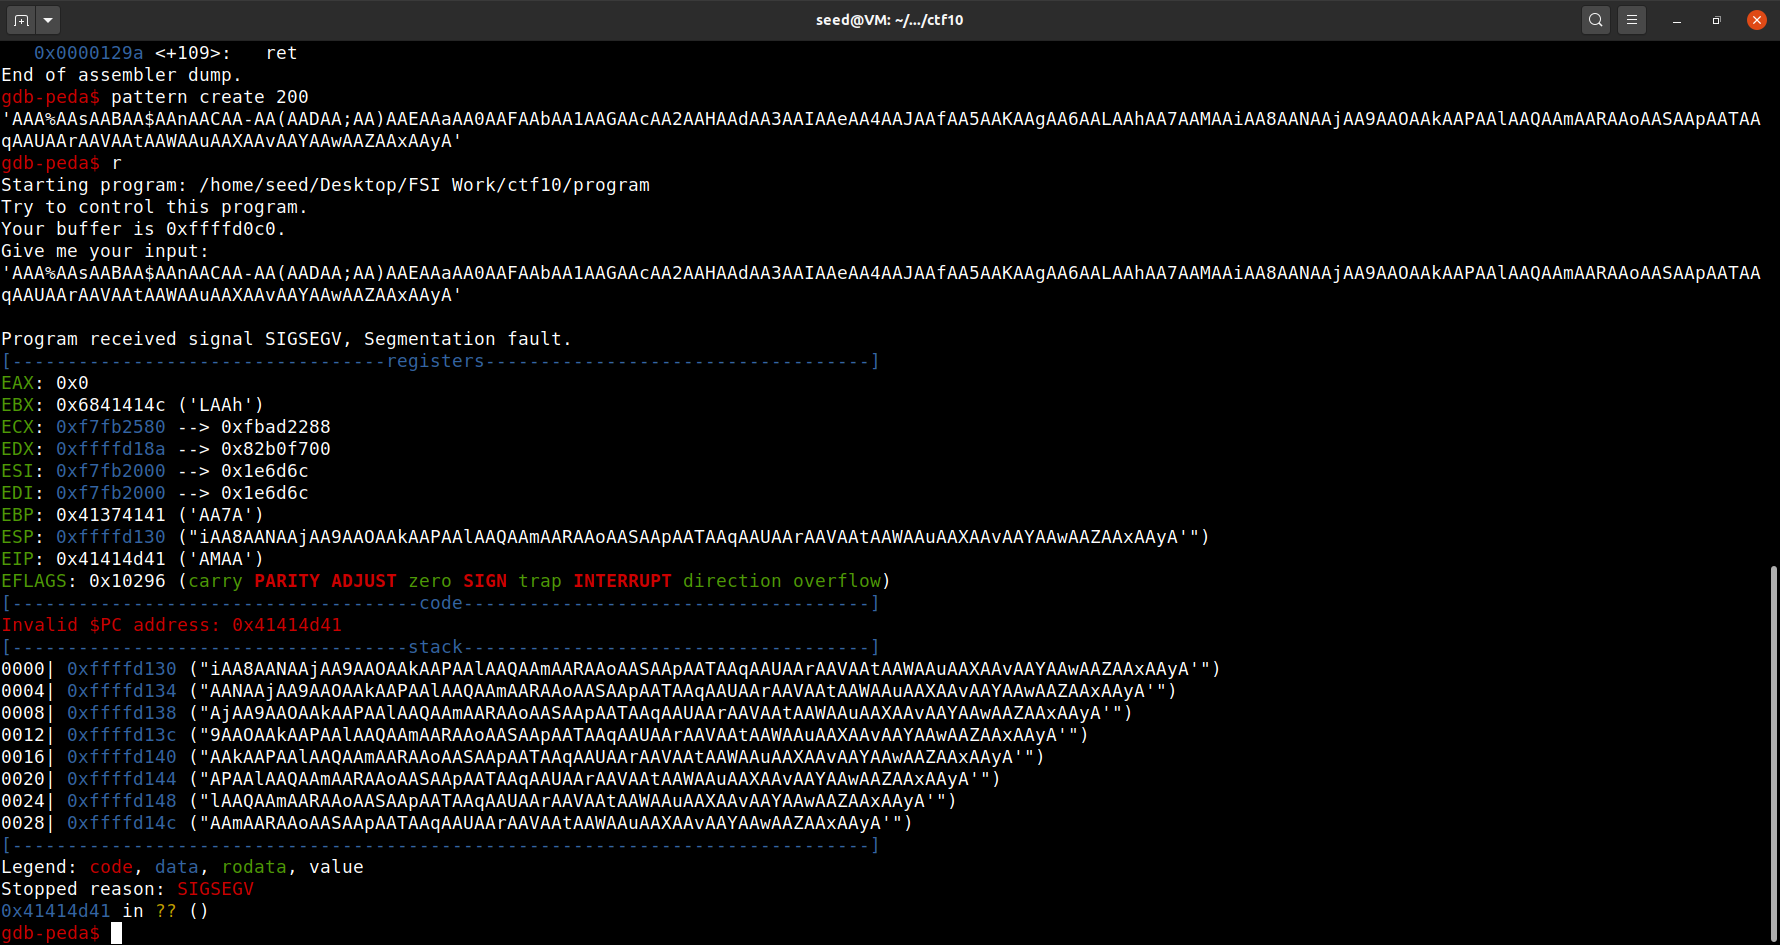 seed@VM: ~/.../ctf10
   0x0000129a <+109>:   ret
End of assembler dump.
gdb-peda$ pattern create 200
'AAA%AAsAABAA$AAnAACAA-AA(AADAA;AA)AAEAAaAA0AAFAAbAA1AAGAAcAA2AAHAAdAA3AAIAAeAA4AAJAAfAA5AAKAAgAA6AALAAhAA7AAMAAiAA8AANAAjAA9AAOAAkAAPAAlAAQAAmAARAAoAASAApAATAA
qAAUAArAAVAAtAAWAAuAAXAAvAAYAAwAAZAAxAAyA'
gdb-peda$ r
Starting program: /home/seed/Desktop/FSI Work/ctf10/program
Try to control this program.
Your buffer is 0xffffd0c0.
Give me your input:
'AAA%AAsAABAA$AAnAACAA-AA(AADAA;AA)AAEAAaAA0AAFAAbAA1AAGAAcAA2AAHAAdAA3AAIAAeAA4AAJAAfAA5AAKAAgAA6AALAAhAA7AAMAAiAA8AANAAjAA9AAOAAkAAPAAlAAQAAmAARAAoAASAApAATAA
qAAUAArAAVAAtAAWAAuAAXAAvAAYAAwAAZAAxAAyA'
Program received signal SIGSEGV, Segmentation fault.
[----------------------------------registers-----------------------------------]
EAX: 0x0
EBX: 0x6841414c ('LAAh')
ECX: 0xf7fb2580 --> 0xfbad2288
EDX: 0xffffd18a --> 0x82b0f700
ESI: 0xf7fb2000 --> 0x1e6d6c
EDI: 0xf7fb2000 --> 0x1e6d6c
EBP: 0x41374141 ('AA7A')
ESP: 0xffffd130 ("iAA8AANAAjAA9AAOAAkAAPAAlAAQAAmAARAAoAASAApAATAAqAAUAArAAVAAtAAWAAuAAXAAvAAYAAwAAZAAxAAyA'")
EIP: 0x41414d41 ('AMAA')
EFLAGS: 0x10296 (carry PARITY ADJUST zero SIGN trap INTERRUPT direction overflow)
[-------------------------------------code-------------------------------------]
Invalid $PC address: 0x41414d41
[------------------------------------stack-------------------------------------]
0000| 0xffffd130 ("iAA8AANAAjAA9AAOAAkAAPAAlAAQAAmAARAAoAASAApAATAAqAAUAArAAVAAtAAWAAuAAXAAvAAYAAwAAZAAxAAyA'")
0004| 0xffffd134 ("AANAAjAA9AAOAAkAAPAAlAAQAAmAARAAoAASAApAATAAqAAUAArAAVAAtAAWAAuAAXAAvAAYAAwAAZAAxAAyA'")
0008| 0xffffd138 ("AjAA9AAOAAkAAPAAlAAQAAmAARAAoAASAApAATAAqAAUAArAAVAAtAAWAAuAAXAAvAAYAAwAAZAAxAAyA'")
0012| 0xffffd13c ("9AAOAAkAAPAAlAAQAAmAARAAoAASAApAATAAqAAUAArAAVAAtAAWAAuAAXAAvAAYAAwAAZAAxAAyA'")
0016| 0xffffd140 ("AAkAAPAAlAAQAAmAARAAoAASAApAATAAqAAUAArAAVAAtAAWAAuAAXAAvAAYAAwAAZAAxAAyA'")
0020| 0xffffd144 ("APAAlAAQAAmAARAAoAASAApAATAAqAAUAArAAVAAtAAWAAuAAXAAvAAYAAwAAZAAxAAyA'")
0024| 0xffffd148 ("lAAQAAmAARAAoAASAApAATAAqAAUAArAAVAAtAAWAAuAAXAAvAAYAAwAAZAAxAAyA'")
0028| 0xffffd14c ("AAmAARAAoAASAApAATAAqAAUAArAAVAAtAAWAAuAAXAAvAAYAAwAAZAAxAAyA'")
[------------------------------------------------------------------------------]
Legend: code, data, rodata, value
Stopped reason: SIGSEGV
0x41414d41 in ?? ()
gdb-peda$